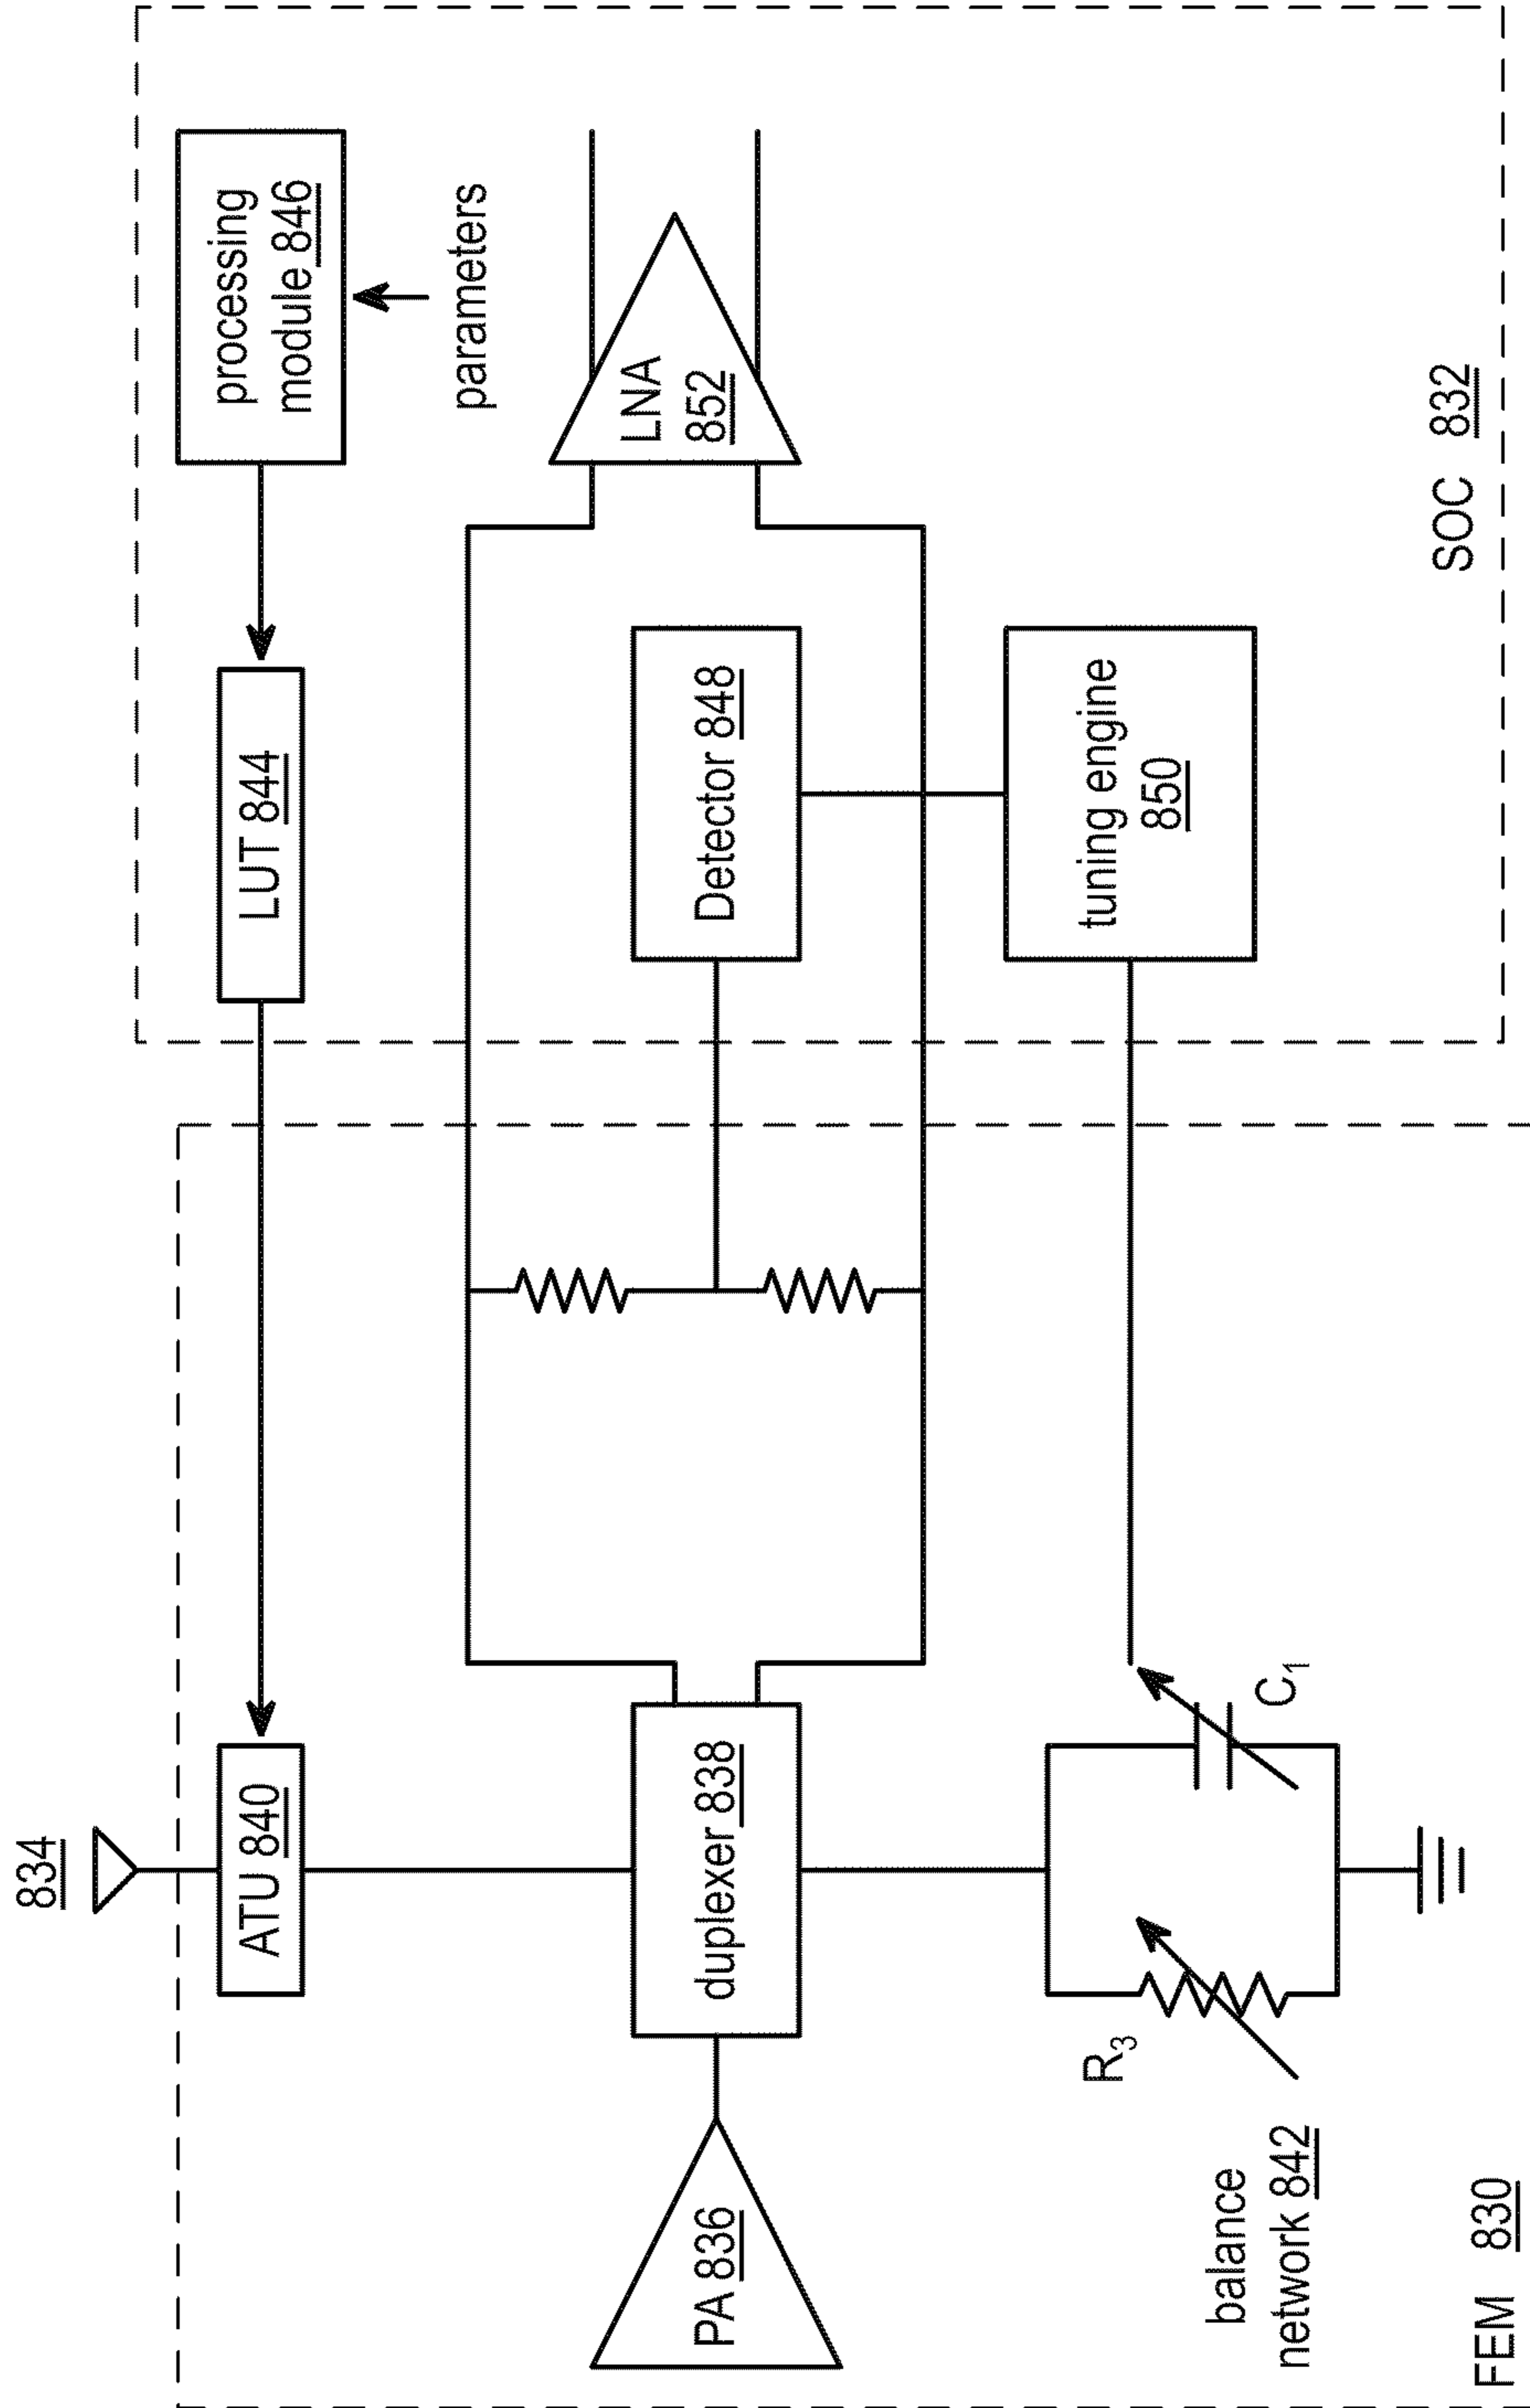 834
ATU 840
LUT 844
processing
module 846
parameters
PA 836
duplexer 838
Detector 848
LNA
852
R3
C1
tuning engine
850
balance
network 842
FEM 830
SOC 832